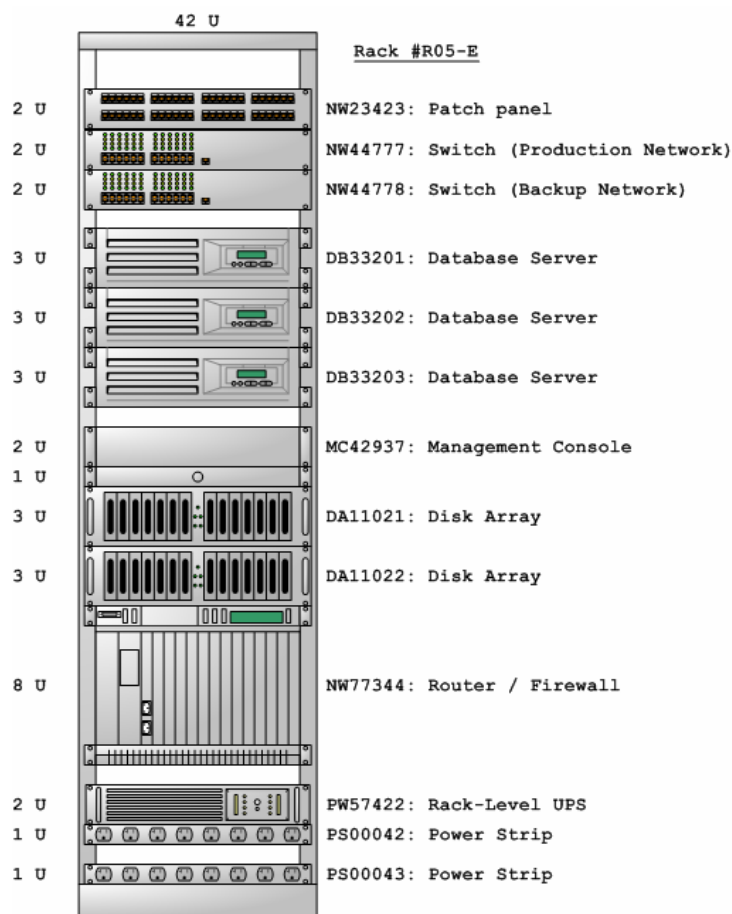 42 U
Rack #R05-E
2 U NW23423: Patch panel
2 U NW44777: Switch (Production Network)
2 U NW44778: Switch (Backup Network)
3 U DB33201: Database Server
3 U DB33202: Database Server
3 U DB33203: Database Server
2 U MC42937: Management Console
1 U
3 U DA11021: Disk Array
3 U DA11022: Disk Array
8 U NW77344: Router / Firewall
2 U PW57422: Rack-Level UPS
1 U PS00042: Power Strip
1 U PS00043: Power Strip